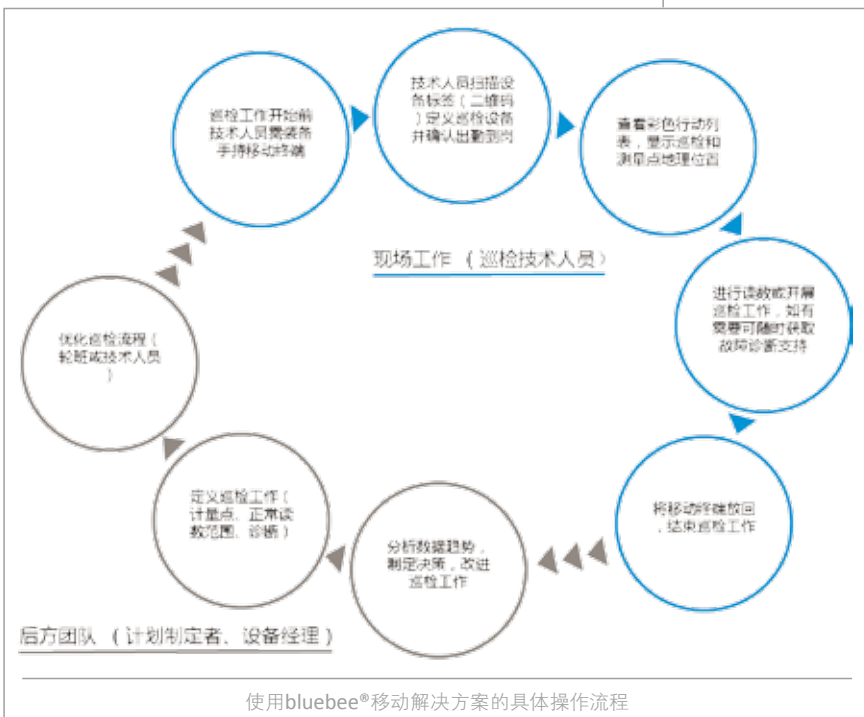 巡检工作开始前
技术人员需装备
手持移动终端
技术人员扫描设
备标签（二维码
）定义巡检设备
并确认出勤到岗
查看彩色行动列
表，显示巡检和
测量点地理位置
现场工作 （巡检技术人员）
进行读数或开展
巡检工作，如有
需要可随时获取
故障诊断支持
将移动终端放回
，结束巡检工作
分析数据趋势，
制定决策，改进
巡检工作
定义巡检工作（
计量点、正常读
数范围、诊断）
优化巡检流程（
轮班或技术人员
）
后方团队 （计划制定者、设备经理）
使用bluebee®移动解决方案的具体操作流程